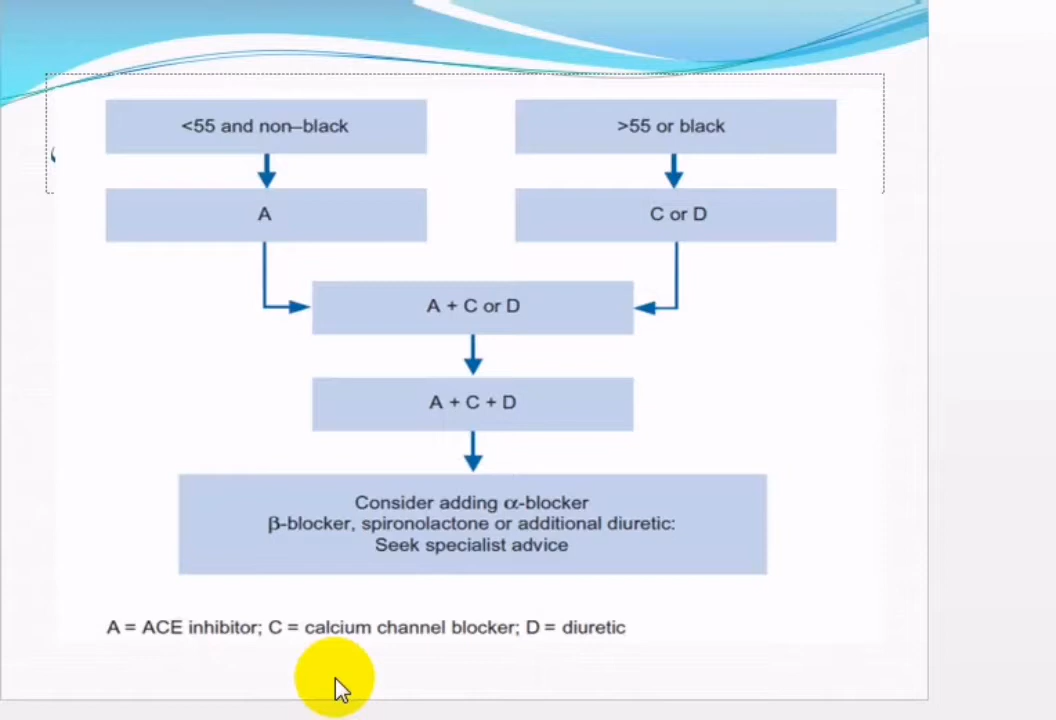 <55 and non–black
>55 or black
A
C or D
A + C or D
A + C + D
Consider adding α-blocker
β-blocker, spironolactone or additional diuretic:
Seek specialist advice
A = ACE inhibitor; C = calcium channel blocker; D = diuretic